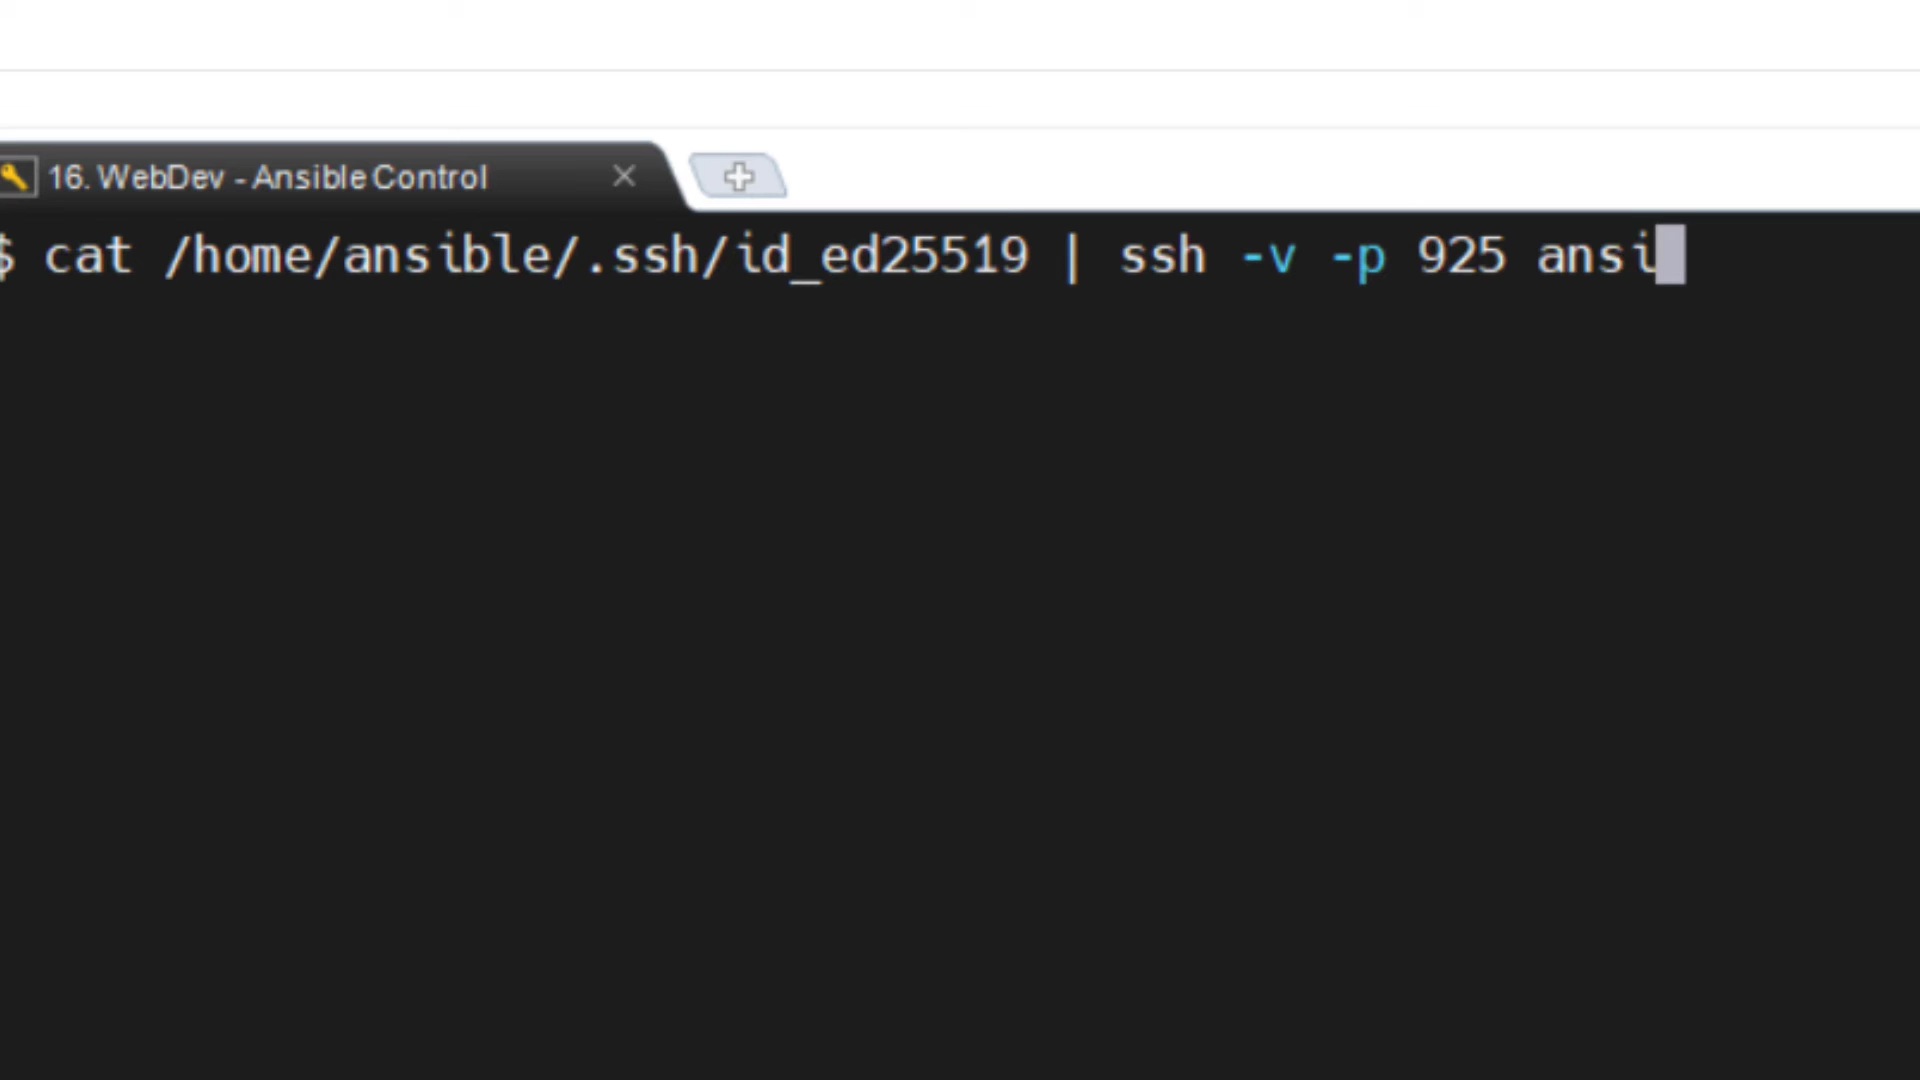 16. WebDev - Ansible Control
$ cat /home/ansible/.ssh/id_ed25519 | ssh -v -p 925 ansi